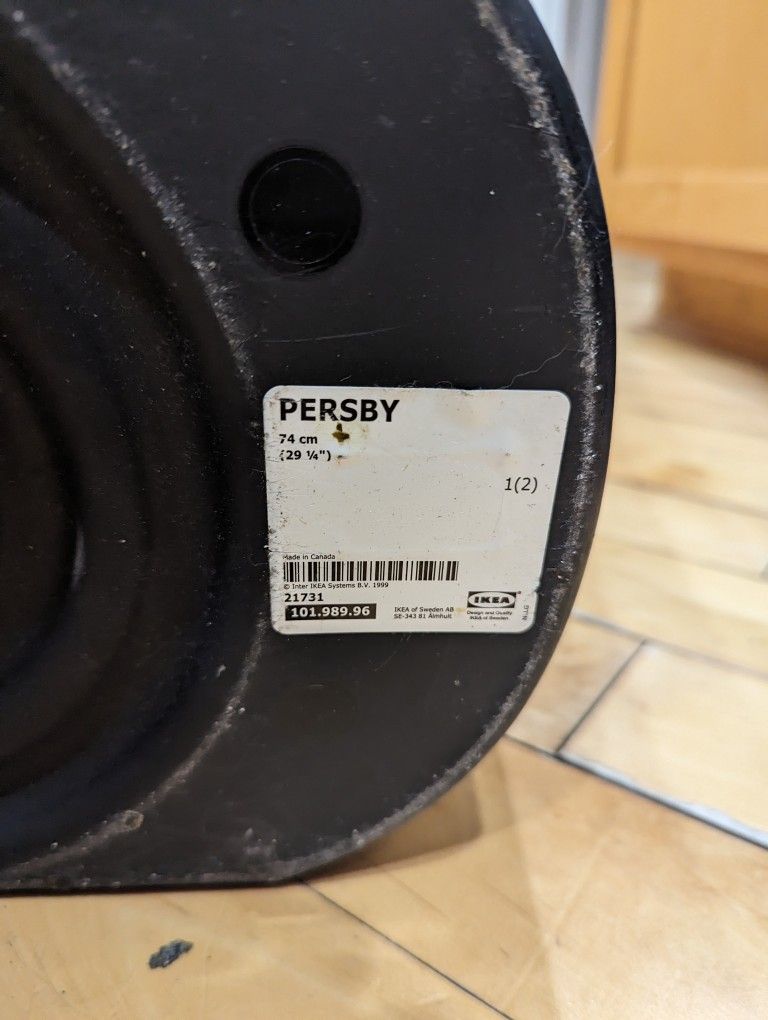 PERSBY
74 cm
(29 ¼")
1(2)
Made in Canada
© Inter IKEA Systems B.V. 1999
21731
101.989.96
IKEA of Sweden AB
SE-343 81 Älmhult
IKEA
Design and Quality
IKEA of Sweden